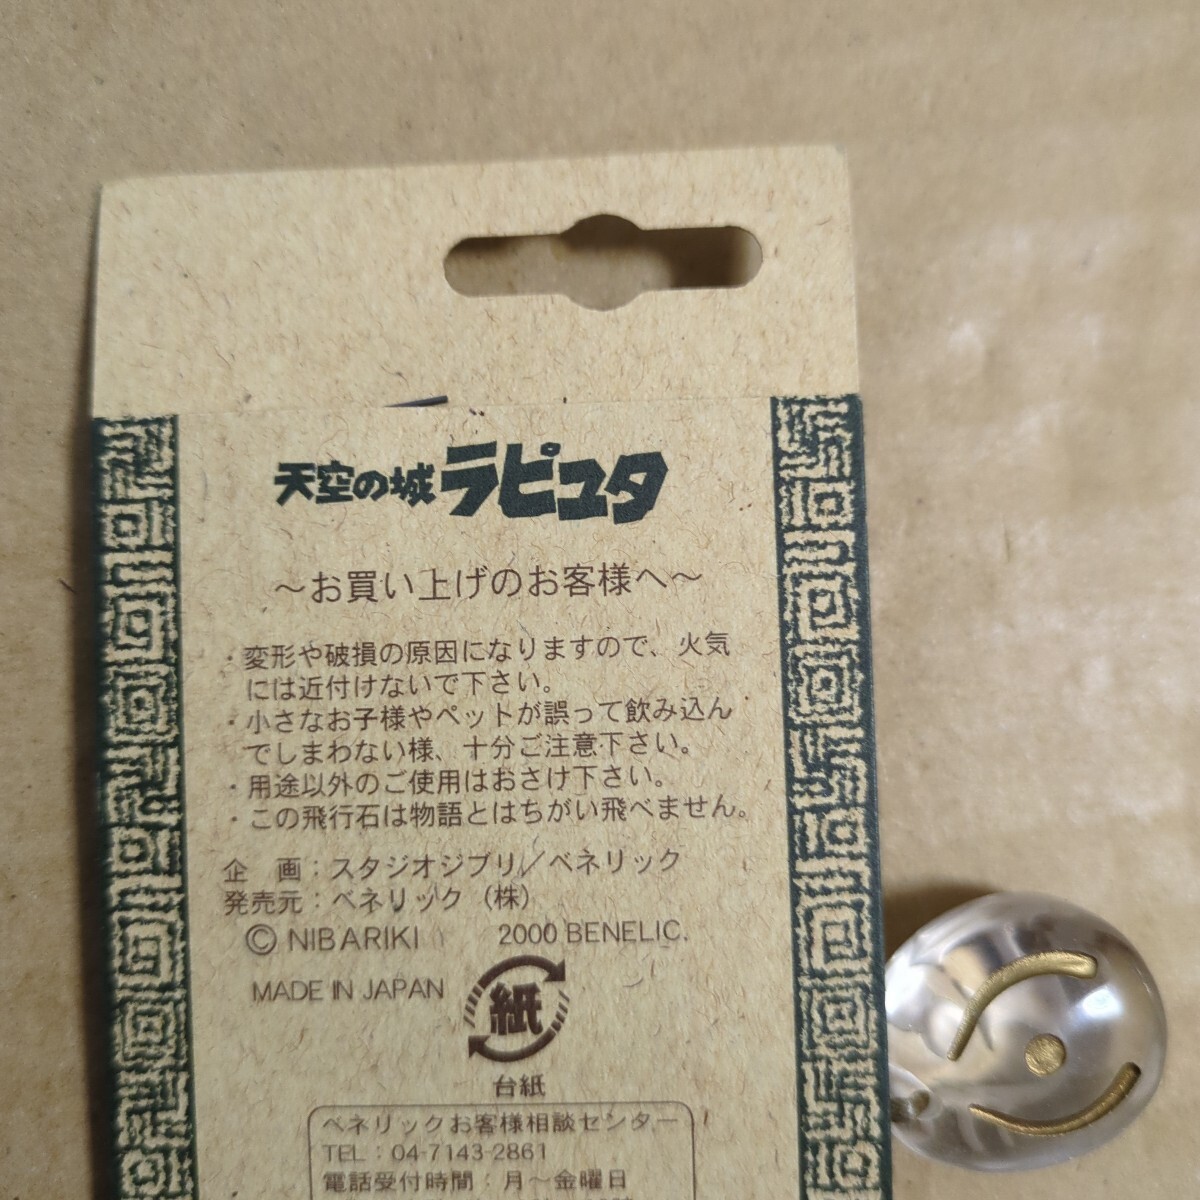 天空の城ラピュタ
～お買い上げのお客様へ～
・変形や破損の原因になりますので、火気
には近付けないで下さい。
・小さなお子様やペットが誤って飲み込ん
でしまわない様、十分ご注意下さい。
・用途以外のご使用はおさけ下さい。
・この飛行石は物語とはちがい飛べません。
企　画：スタジオジブリ／ベネリック
発売元：ベネリック（株）
© NIBARIKI 2000 BENELIC.
MADE IN JAPAN
紙
台紙
ベネリックお客様相談センター
TEL：04-7143-2861
電話受付時間：月～金曜日